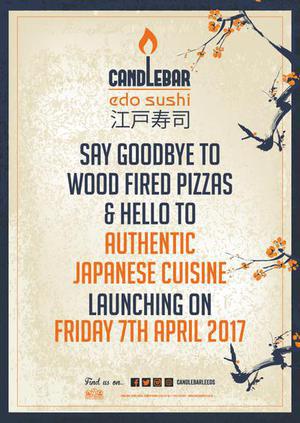 CANDLEBAR
edo sushi
江戸寿司
SAY GOODBYE TO
WOOD FIRED PIZZAS
& HELLO TO
AUTHENTIC
JAPANESE CUISINE
LAUNCHING ON
FRIDAY 7TH APRIL 2017
Find us on... CANDLEBARLEEDS